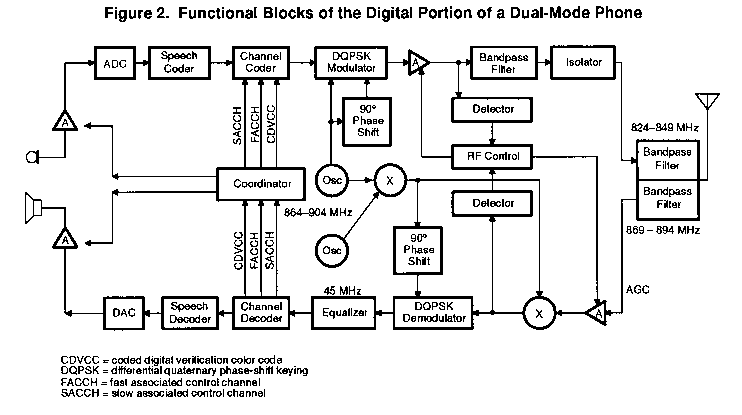 Figure 2. Functional Blocks of the Digital Portion of a Dual-Mode Phone
ADC
Speech
Coder
Channel
Coder
DQPSK
Modulator
A
Bandpass
Filter
Isolator
90°
Phase
Shift
Detector
A
SACCH
FACCH
CDVCC
824–849 MHz
Bandpass
Filter
RF Control
Coordinator
Osc
X
Bandpass
Filter
864–904 MHz
Detector
869 – 894 MHz
A
Osc
90°
Phase
Shift
CDVCC
FACCH
SACCH
AGC
45 MHz
DAC
Speech
Decoder
Channel
Decoder
Equalizer
DQPSK
Demodulator
X
A
CDVCC = coded digital verification color code
DQPSK = differential quaternary phase-shift keying
FACCH = fast associated control channel
SACCH = slow associated control channel